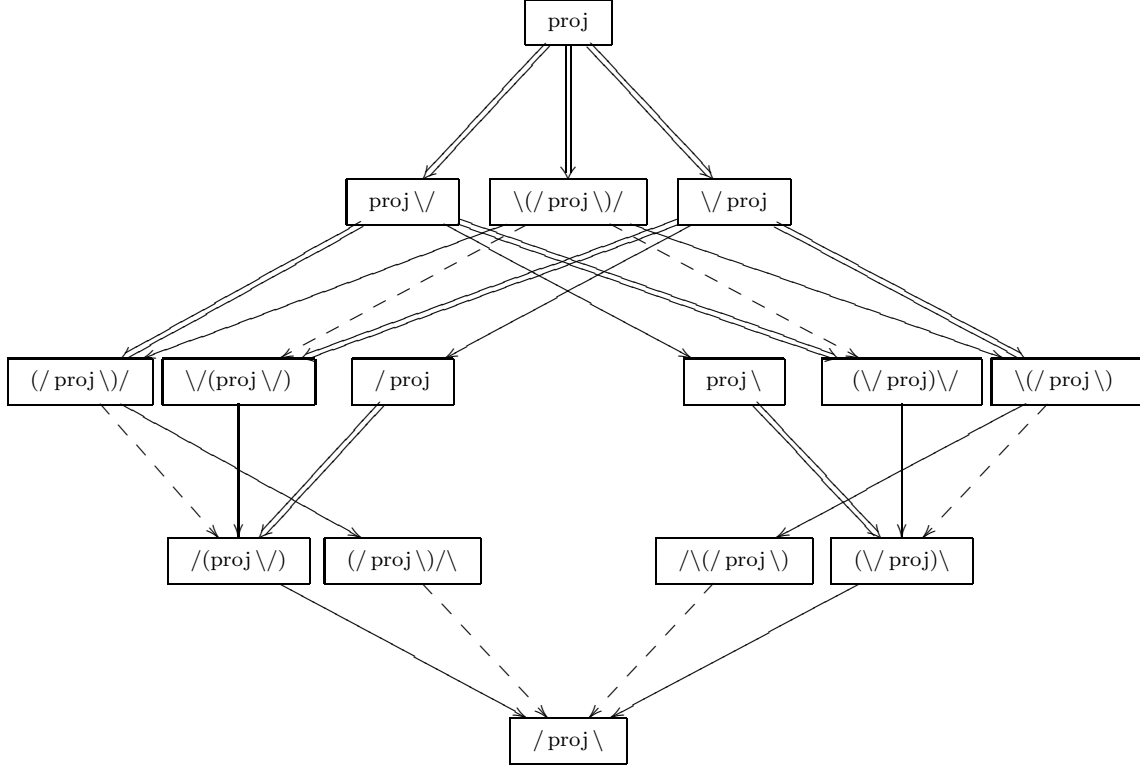 proj
proj \/
\(/ proj \)/
\/ proj
(/ proj \)/
\/(proj \/)
/ proj
proj \
(\/ proj)\/
\(/ proj \)
/(proj \/)
(/ proj \)/\
/\(/ proj \)
(\/ proj)\
/ proj \